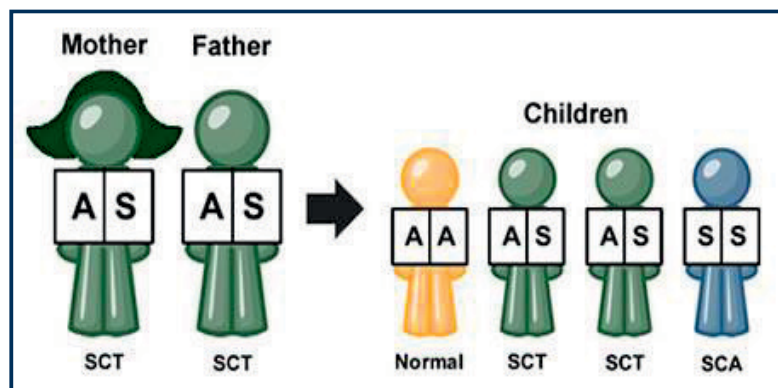 Mother Father
Children
A S A S
A A A S A S S S
SCT SCT
Normal SCT SCT SCA